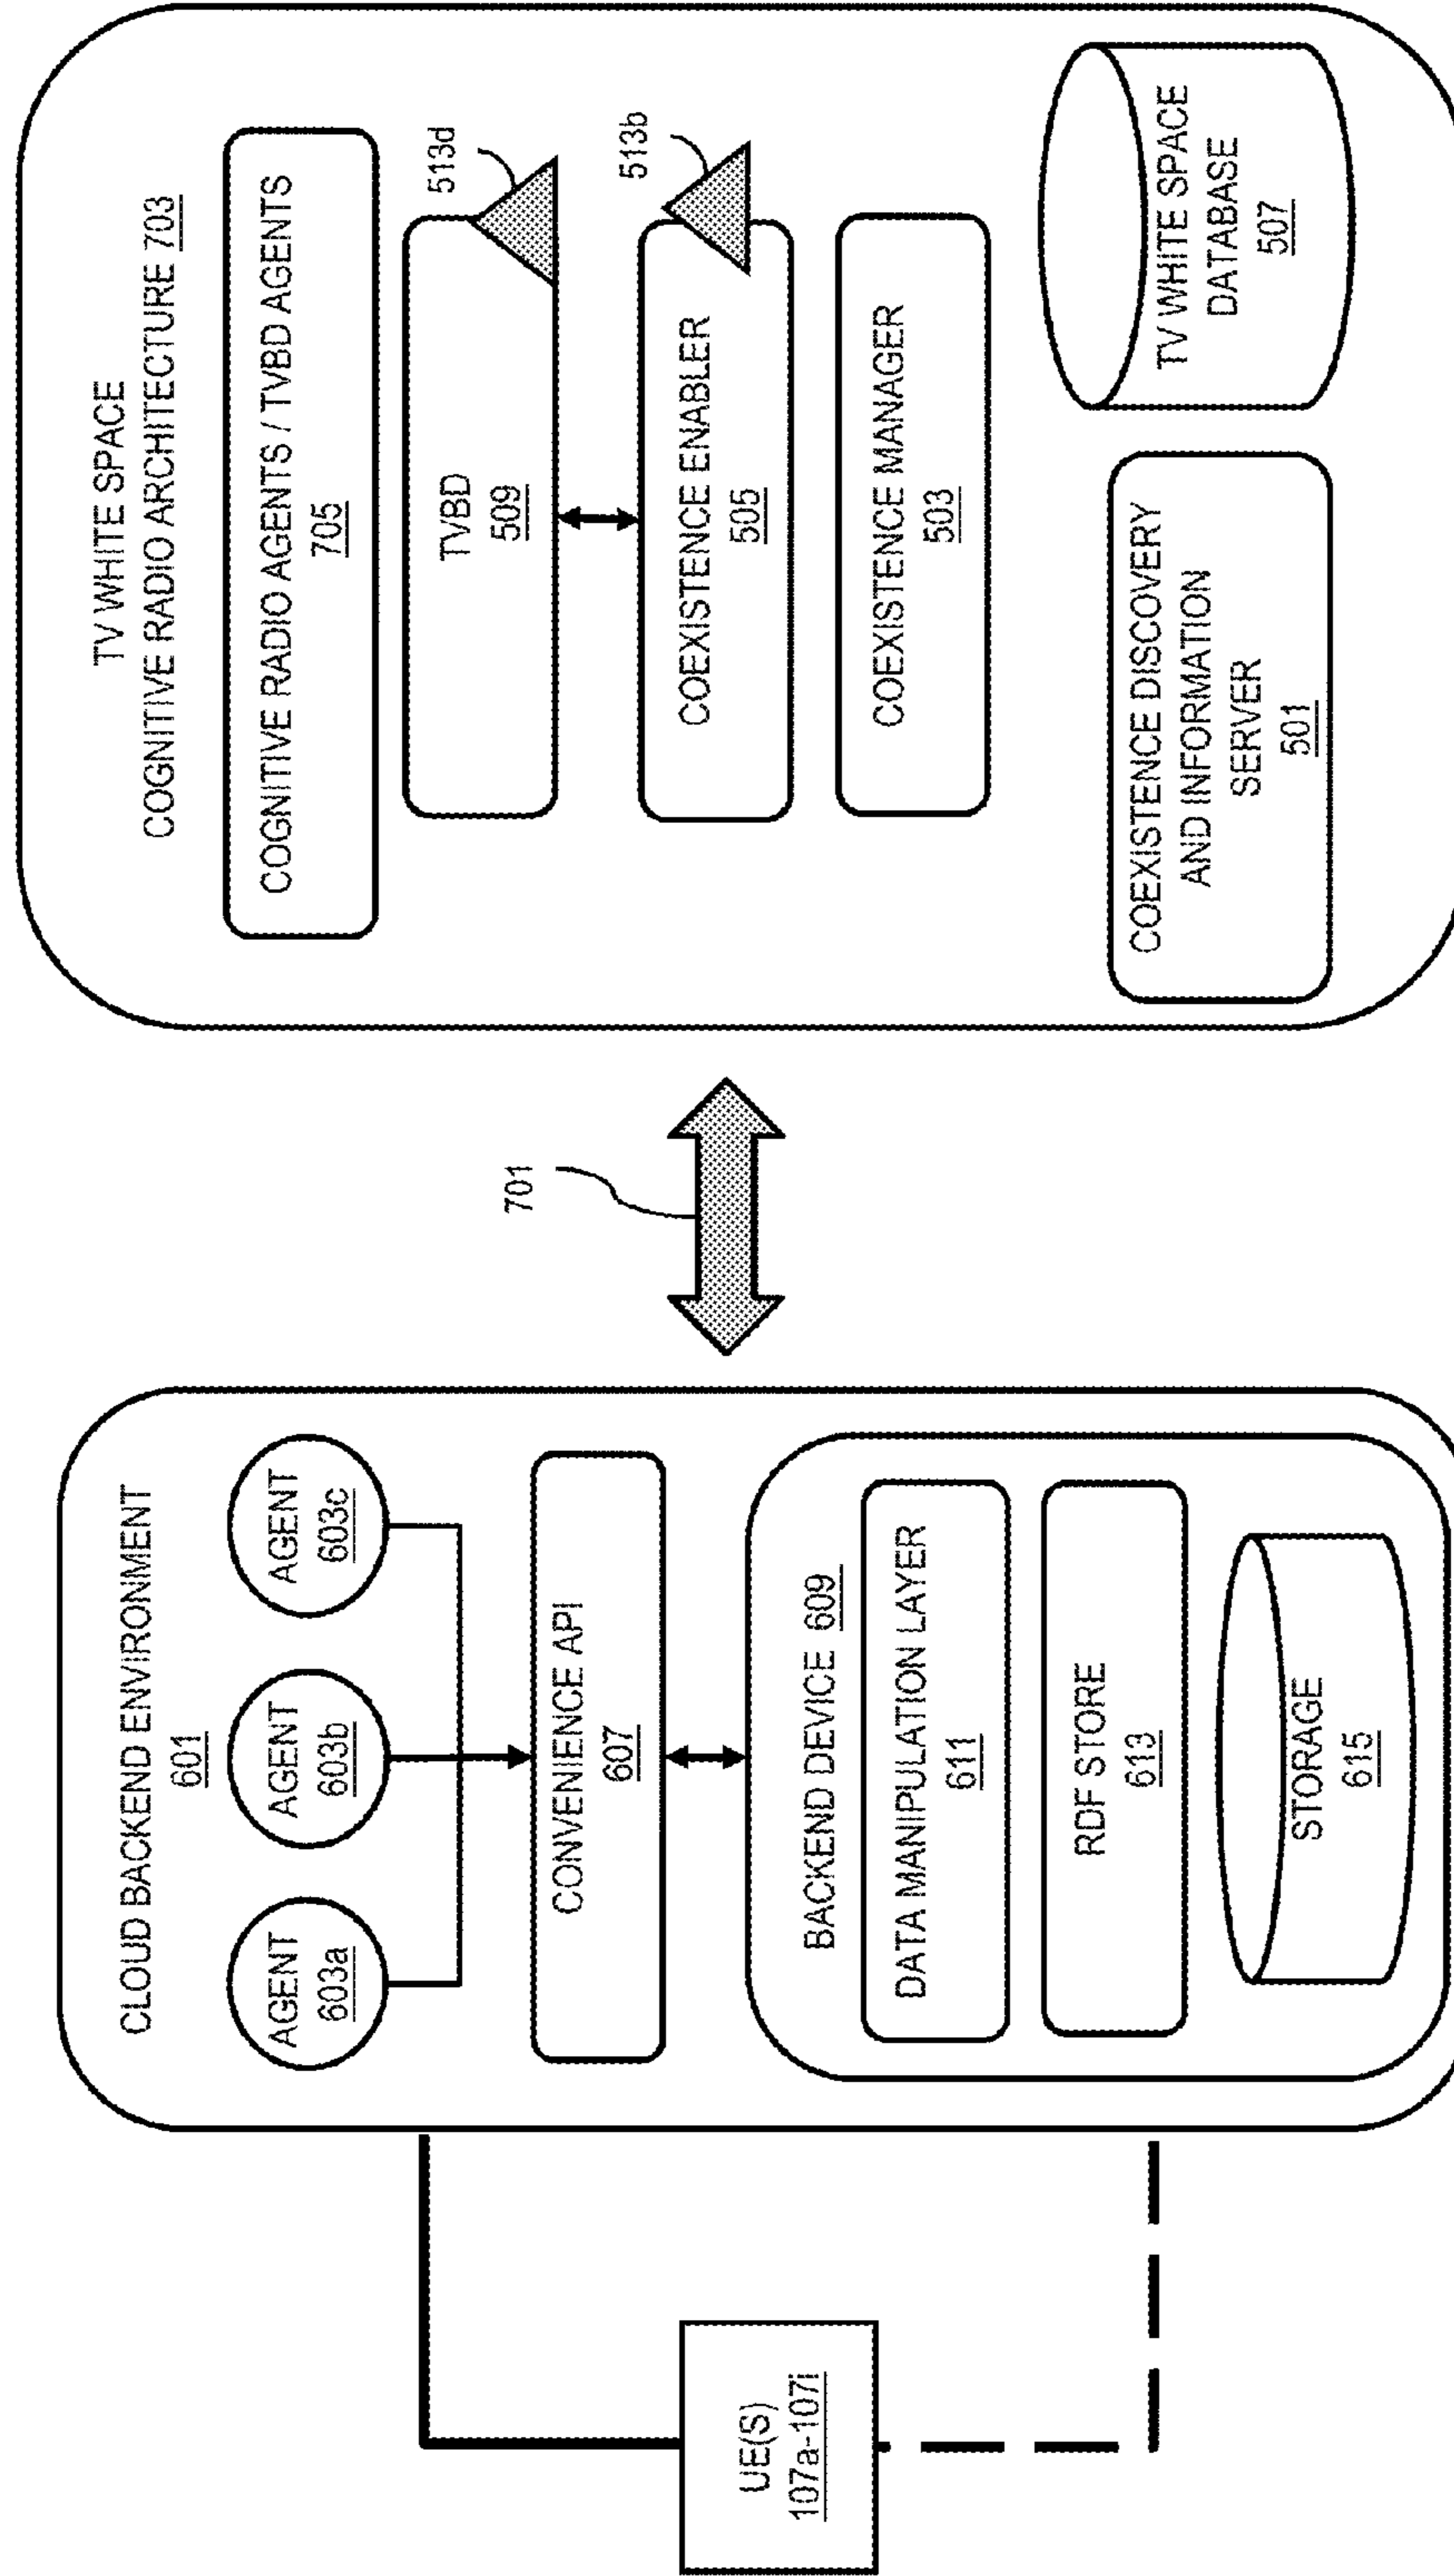 UE(S)
107a-107i
CLOUD BACKEND ENVIRONMENT
601
AGENT
603a
AGENT
603b
AGENT
603c
CONVENIENCE API
607
BACKEND DEVICE 609
DATA MANIPULATION LAYER
611
RDF STORE
613
STORAGE
615
701
TV WHITE SPACE
COGNITIVE RADIO ARCHITECTURE 703
COGNITIVE RADIO AGENTS / TVBD AGENTS
705
TVBD
509
513d
COEXISTENCE ENABLER
505
513b
COEXISTENCE MANAGER
503
COEXISTENCE DISCOVERY
AND INFORMATION
SERVER
501
TV WHITE SPACE
DATABASE
507